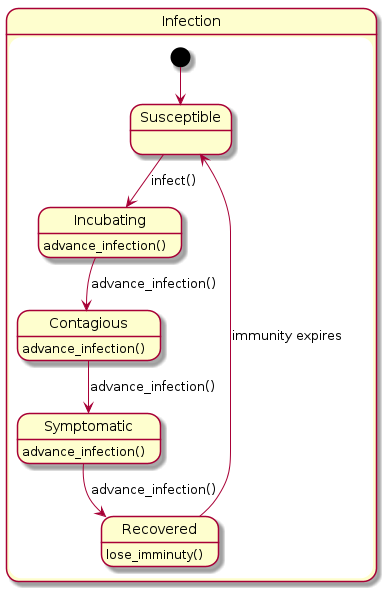 Infection
Susceptible
infect()
Incubating
advance_infection()
advance_infection()
Contagious
advance_infection()
immunity expires
advance_infection()
Symptomatic
advance_infection()
advance_infection()
Recovered
lose_imminuty()